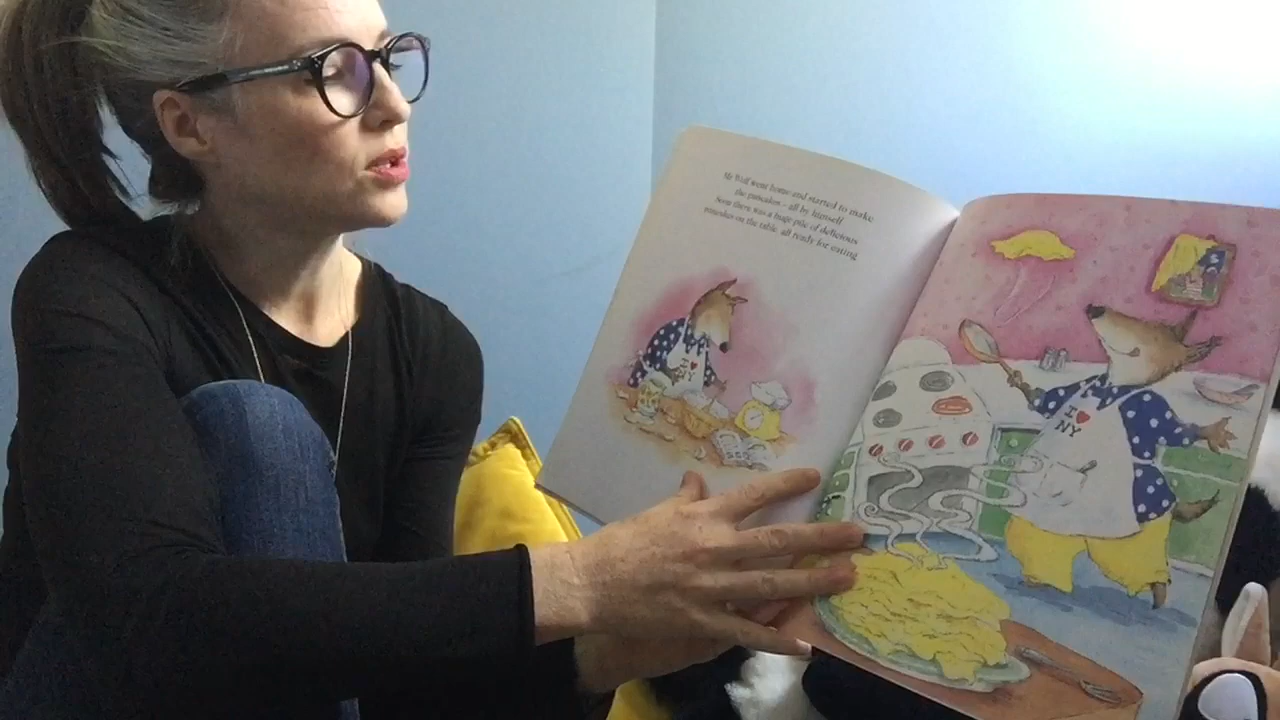 Mr Wolf went home and started to make
the pancakes – all by himself.
Soon there was a huge pile of delicious
pancakes on the table, all ready for eating.
I ♥
NY
I ♥
NY